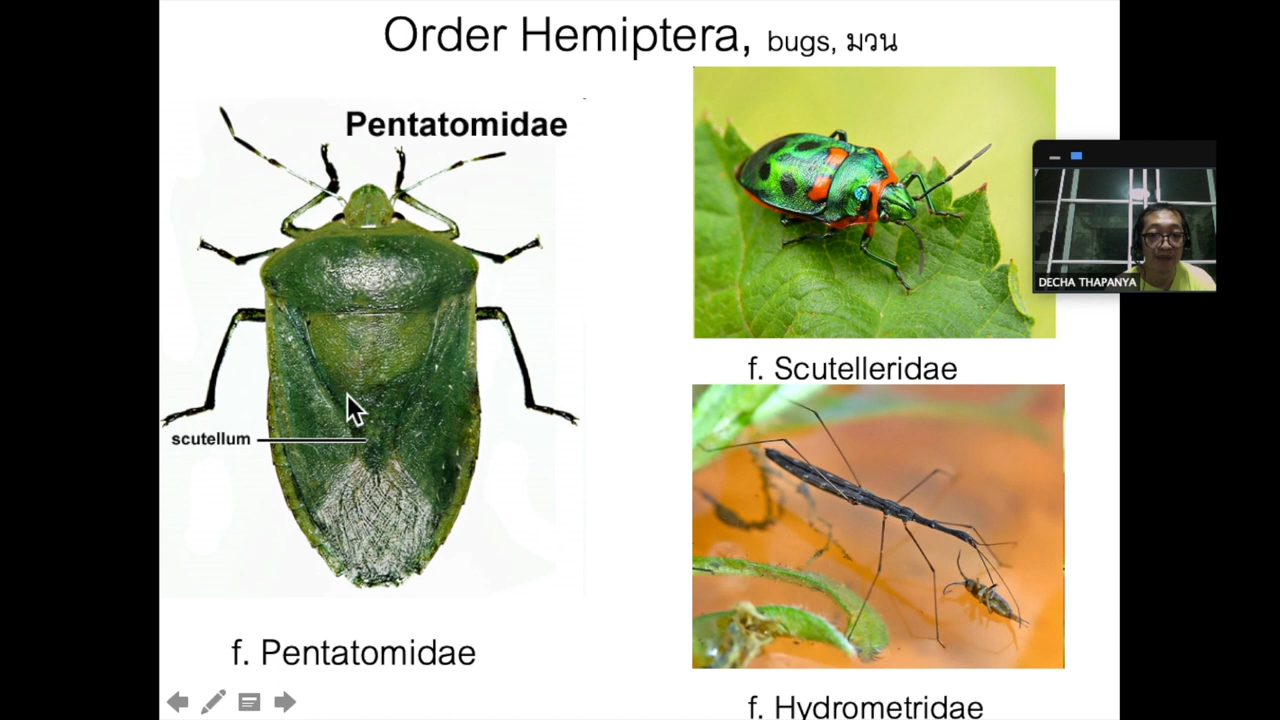 Order Hemiptera, bugs, มวน
Pentatomidae
scutellum
f. Pentatomidae
f. Scutelleridae
f. Hydrometridae
DECHA THAPANYA